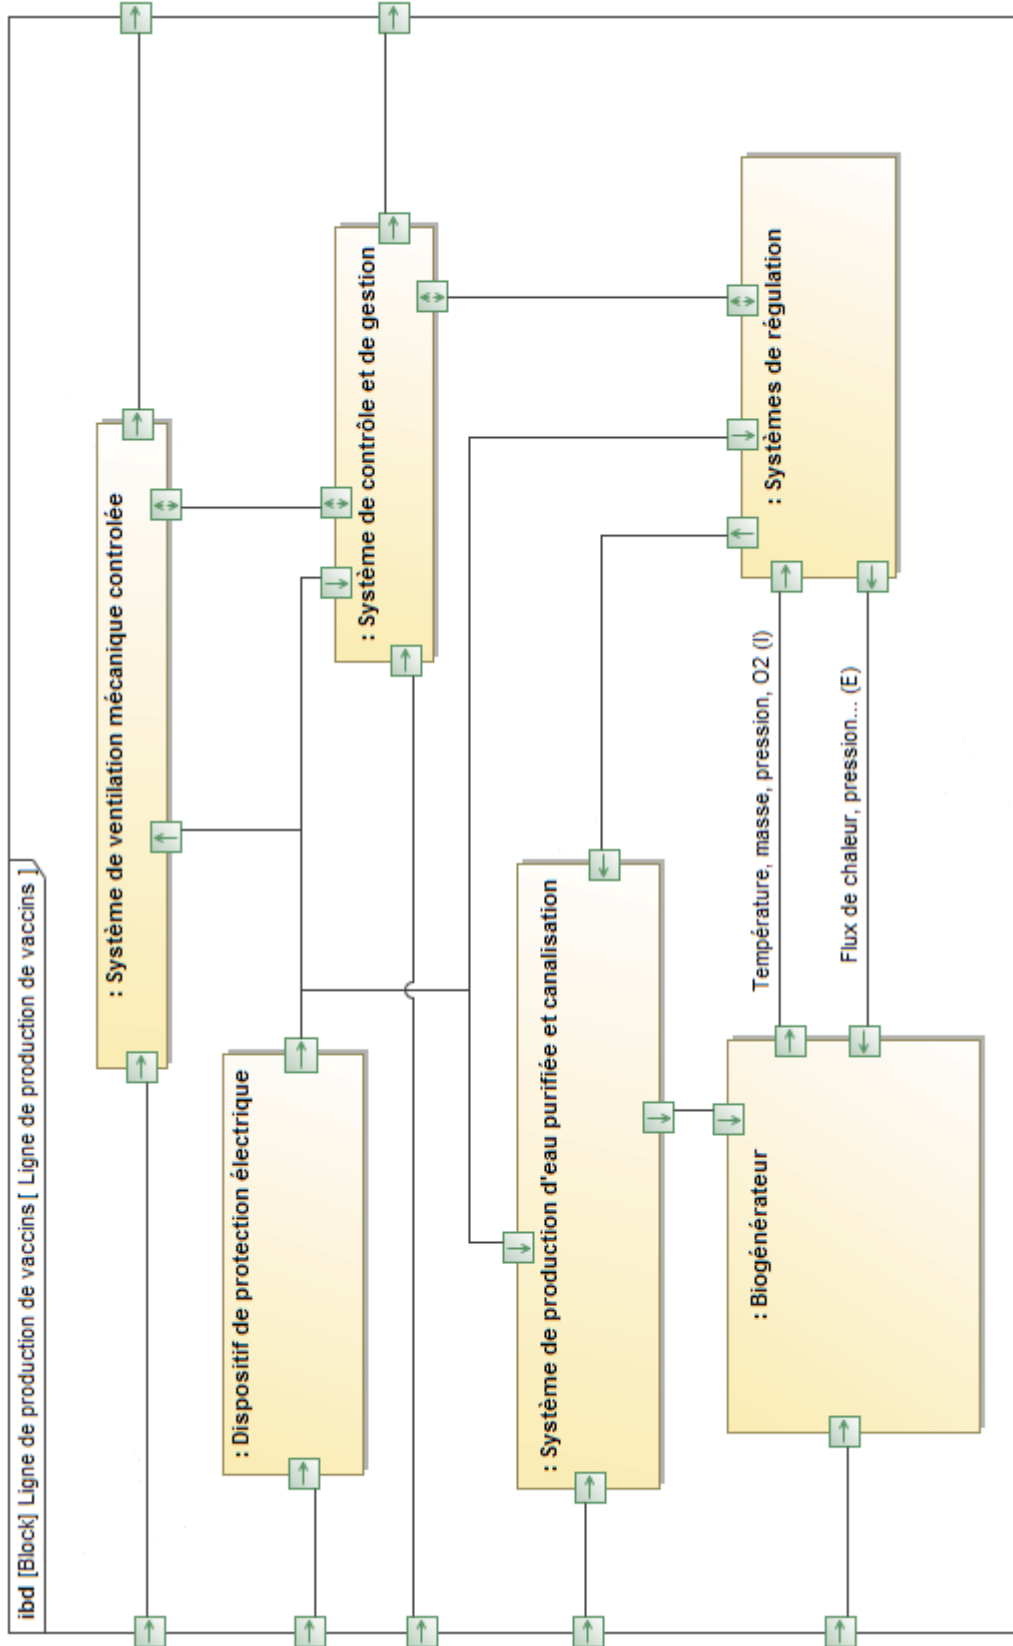 ibd [Block] Ligne de production de vaccins [ Ligne de production de vaccins ]
: Système de ventilation mécanique controlée
: Dispositif de protection électrique
: Système de contrôle et de gestion
: Système de production d'eau purifiée et canalisation
: Biogénérateur
: Systèmes de régulation
Température, masse, pression, O2 (I)
Flux de chaleur, pression... (E)